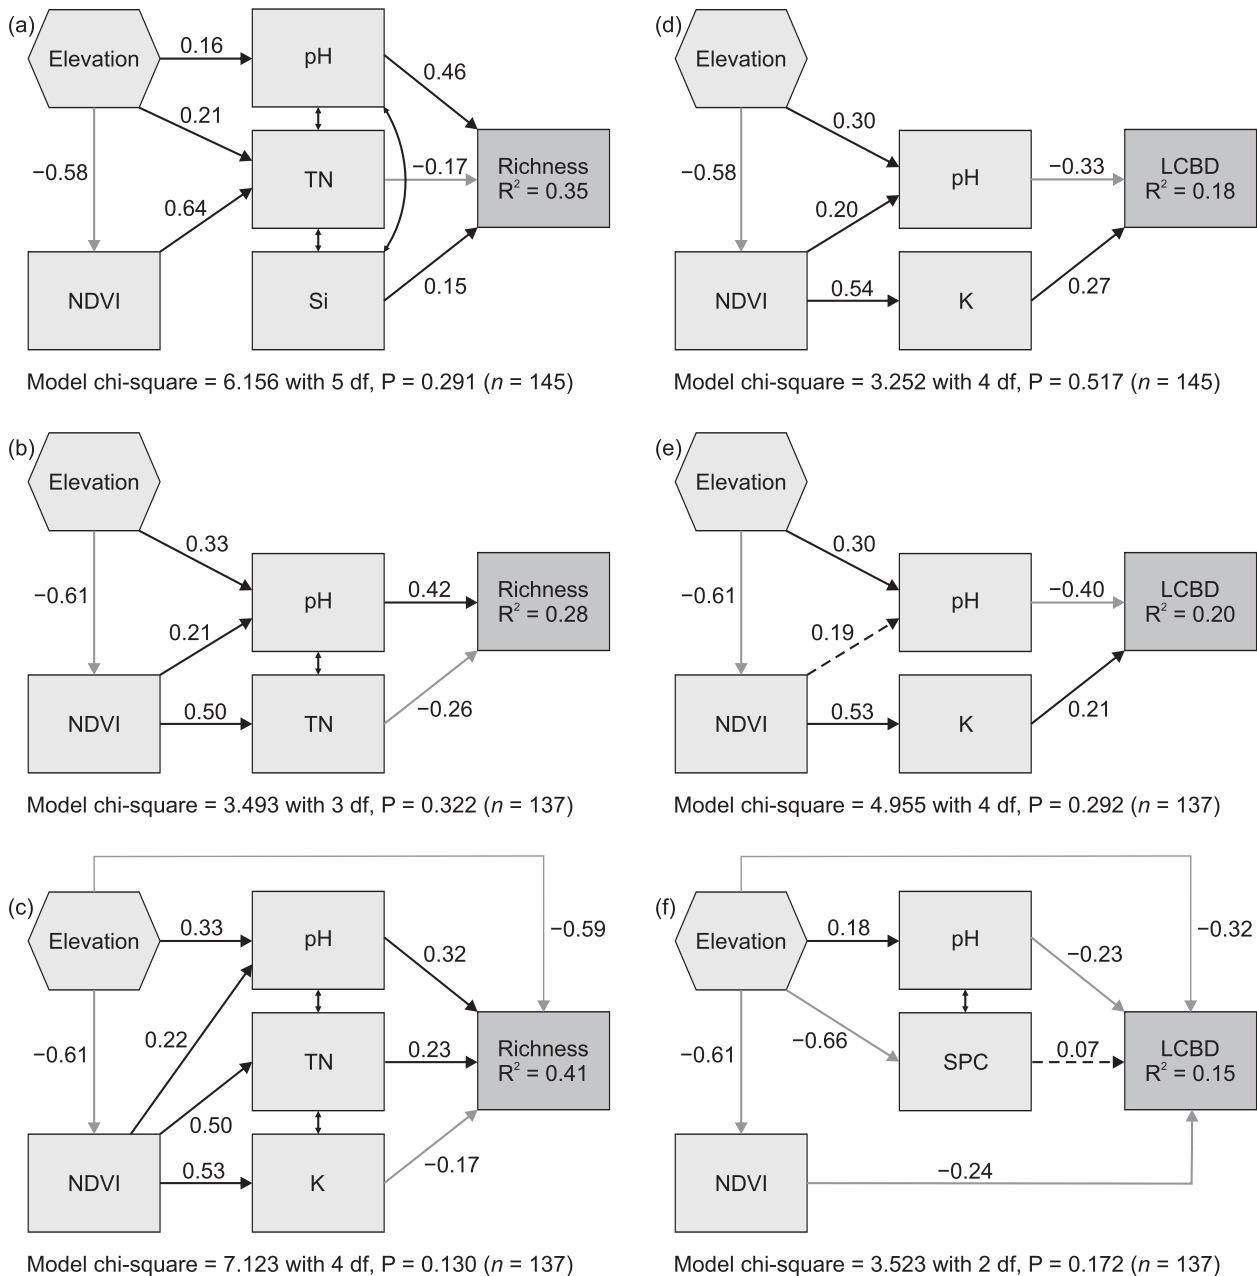 (a)
Elevation
0.16
pH
0.46
0.21
−0.58
TN
−0.17
Richness
R² = 0.35
0.64
NDVI
Si
0.15
Model chi-square = 6.156 with 5 df, P = 0.291 (n = 145)
(d)
Elevation
0.30
−0.58
pH
−0.33
LCBD
R² = 0.18
0.20
NDVI
0.54
K
0.27
Model chi-square = 3.252 with 4 df, P = 0.517 (n = 145)
(b)
Elevation
0.33
−0.61
pH
0.42
Richness
R² = 0.28
0.21
NDVI
0.50
TN
−0.26
Model chi-square = 3.493 with 3 df, P = 0.322 (n = 137)
(e)
Elevation
0.30
−0.61
pH
−0.40
LCBD
R² = 0.20
0.19
NDVI
0.53
K
0.21
Model chi-square = 4.955 with 4 df, P = 0.292 (n = 137)
(c)
Elevation
0.33
pH
0.32
−0.59
−0.61
0.22
TN
0.23
Richness
R² = 0.41
0.50
NDVI
0.53
K
−0.17
Model chi-square = 7.123 with 4 df, P = 0.130 (n = 137)
(f)
Elevation
0.18
pH
−0.23
−0.32
−0.61
−0.66
SPC
0.07
LCBD
R² = 0.15
NDVI
−0.24
Model chi-square = 3.523 with 2 df, P = 0.172 (n = 137)